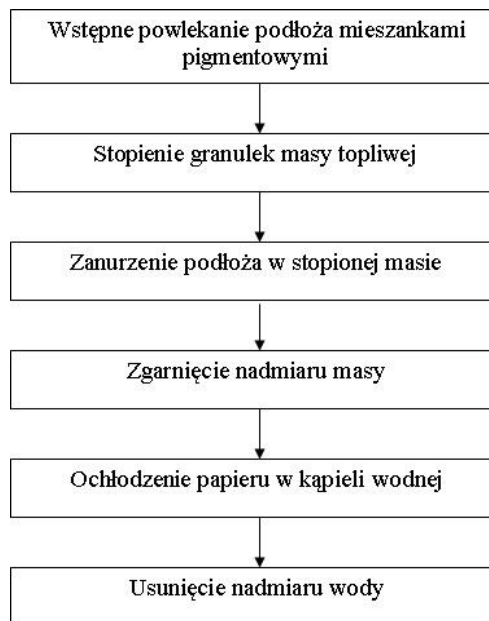 Wstępne powlekanie podłoża mieszankami
pigmentowymi
Stopienie granulek masy topliwej
Zanurzenie podłoża w stopionej masie
Zgarnięcie nadmiaru masy
Ochłodzenie papieru w kąpieli wodnej
Usunięcie nadmiaru wody